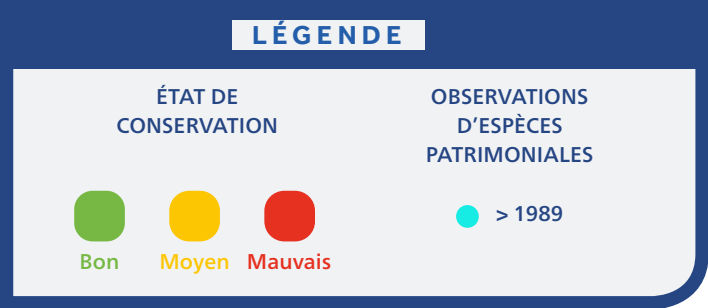 LÉGENDE
ÉTAT DE
CONSERVATION
Bon
Moyen
Mauvais
OBSERVATIONS
D'ESPÈCES
PATRIMONIALES
> 1989